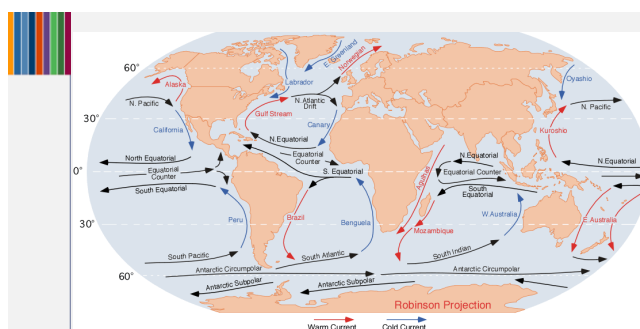 60°
30°
0°
30°
60°
Alaska
Labrador
E. Greenland
Norwegian
Oyashio
N. Pacific
N. Atlantic
Drift
N. Pacific
Gulf Stream
California
Canary
Kuroshio
N.Equatorial
North Equatorial
Equatorial
Counter
N.Equatorial
N.Equatorial
Equatorial
Counter
S. Equatorial
Equatorial Counter
South Equatorial
South
Equatorial
Agulhas
Peru
Brazil
Benguela
Mozambique
W.Australia
E.Australia
South Pacific
South Atlantic
South Indian
Antarctic Circumpolar
Antarctic Circumpolar
Antarctic Subpolar
Antarctic Subpolar
Robinson Projection
Warm Current
Cold Current